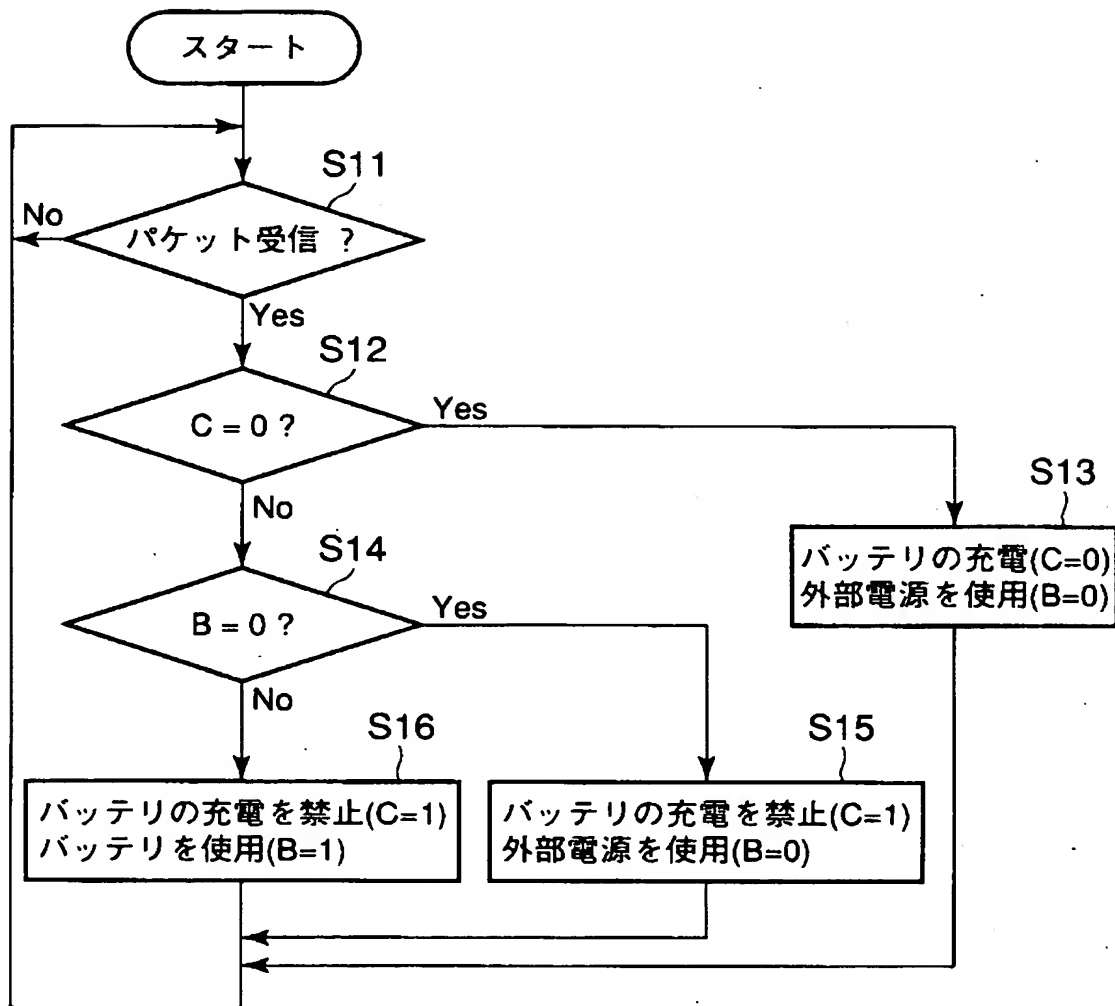 スタート
S11
No
パケット受信 ?
Yes
S12
C = 0 ?
Yes
No
S13
バッテリの充電(C=0)
外部電源を使用(B=0)
S14
B = 0 ?
Yes
No
S16
バッテリの充電を禁止(C=1)
バッテリを使用(B=1)
S15
バッテリの充電を禁止(C=1)
外部電源を使用(B=0)